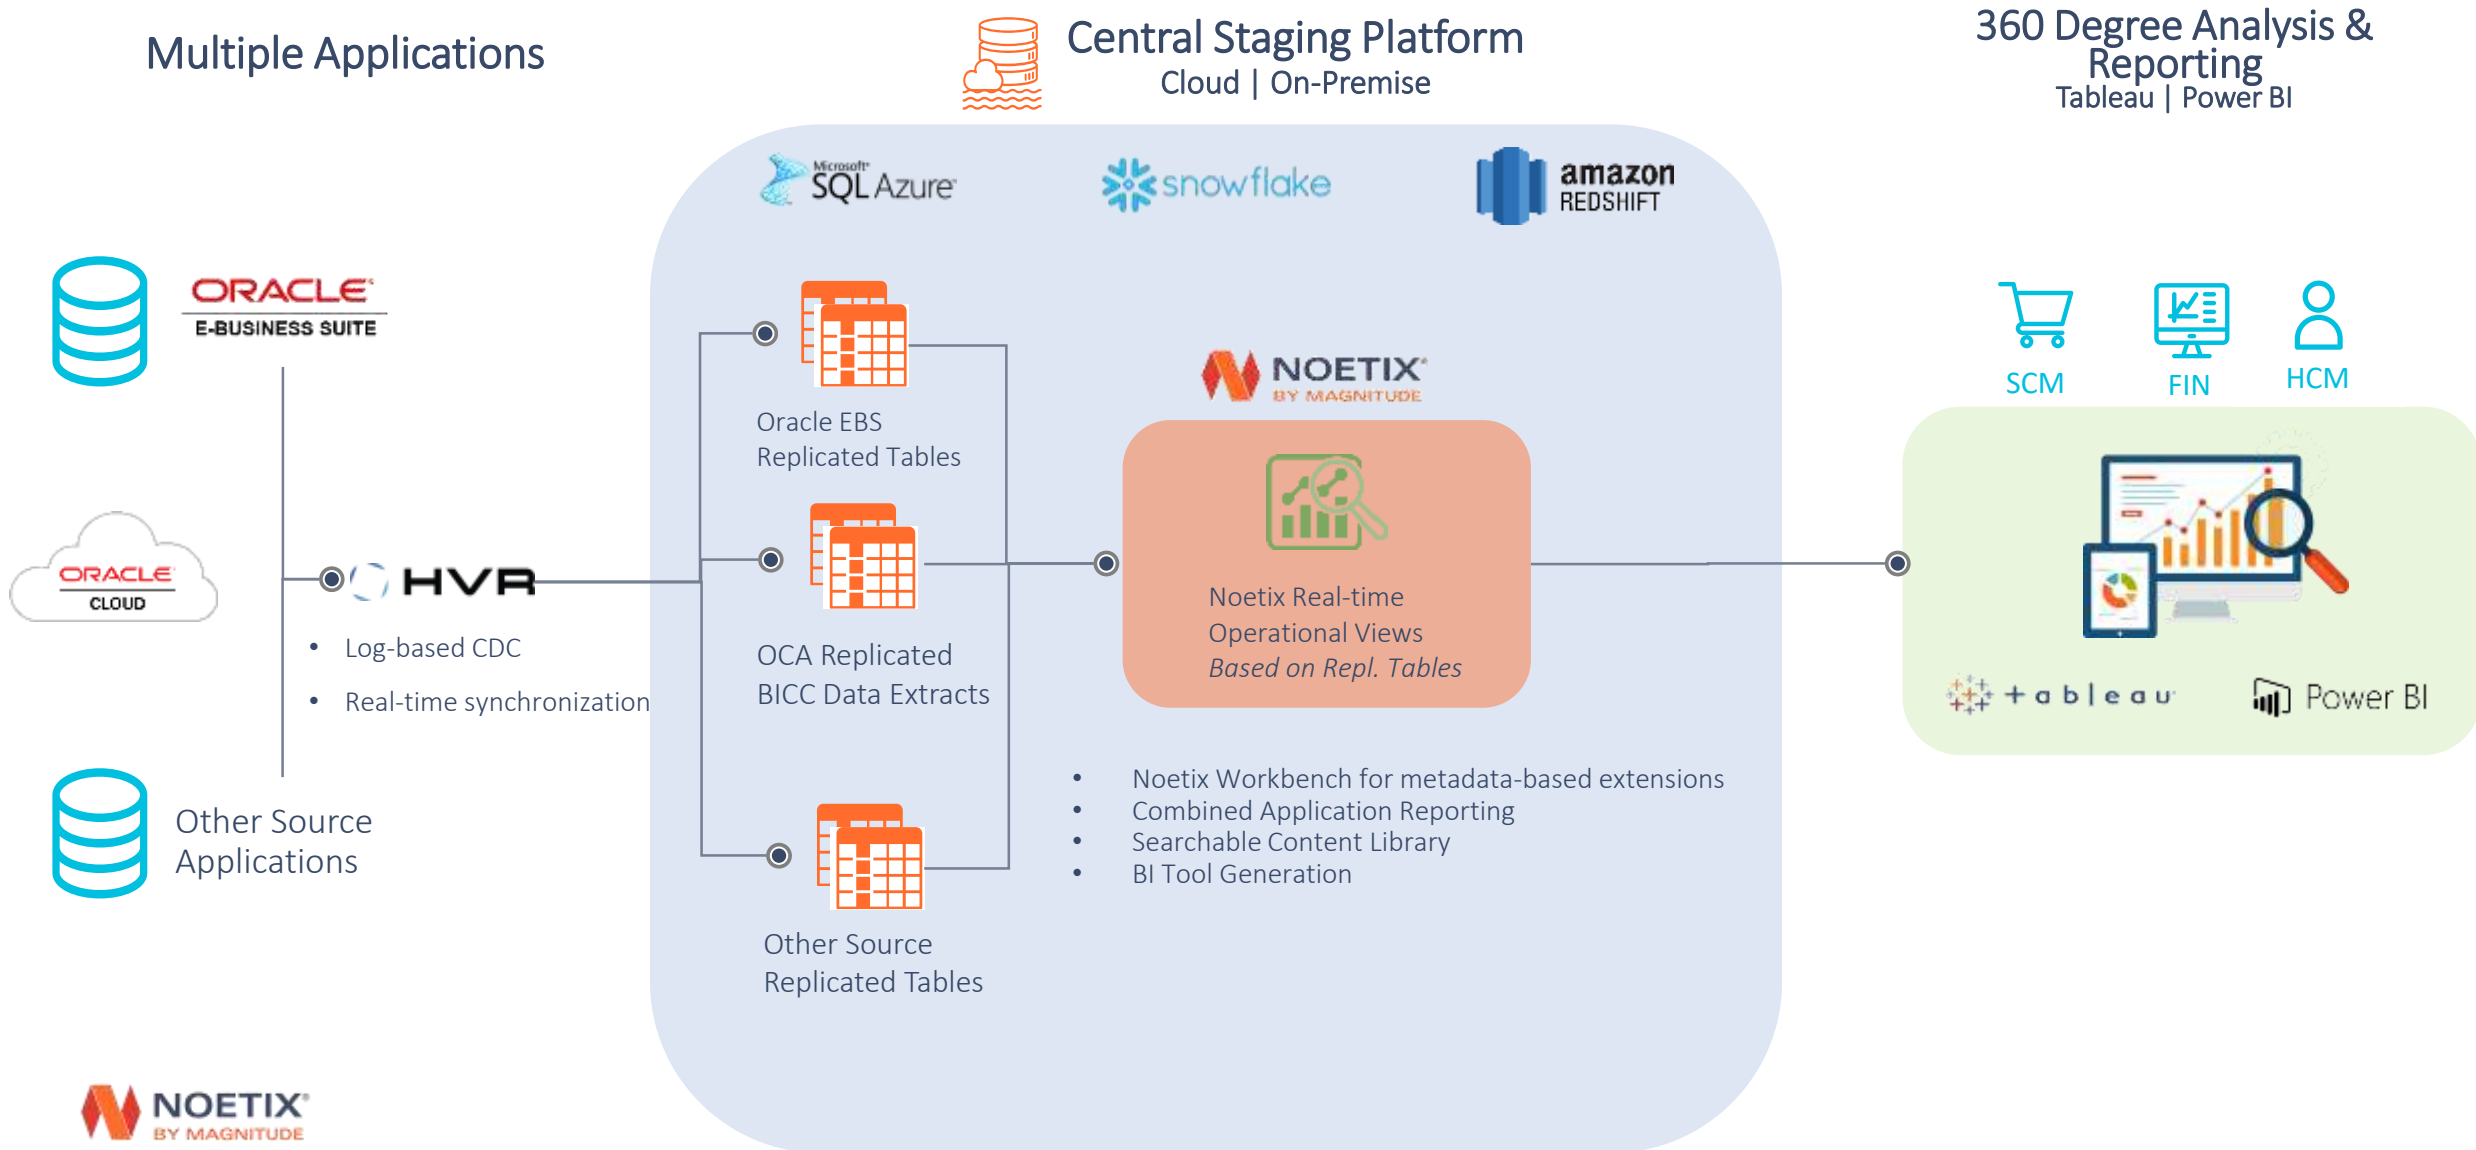 Multiple Applications
Central Staging Platform
Cloud | On-Premise
360 Degree Analysis &
Reporting
Tableau | Power BI
Microsoft®
SQL Azure™
snowflake
amazon
REDSHIFT
ORACLE®
E-BUSINESS SUITE
ORACLE®
CLOUD
HVR
• Log-based CDC
• Real-time synchronization
Other Source
Applications
Oracle EBS
Replicated Tables
OCA Replicated
BICC Data Extracts
Other Source
Replicated Tables
NOETIX®
BY MAGNITUDE
Noetix Real-time
Operational Views
Based on Repl. Tables
• Noetix Workbench for metadata-based extensions
• Combined Application Reporting
• Searchable Content Library
• BI Tool Generation
SCM
FIN
HCM
+ableau
Power BI
NOETIX®
BY MAGNITUDE